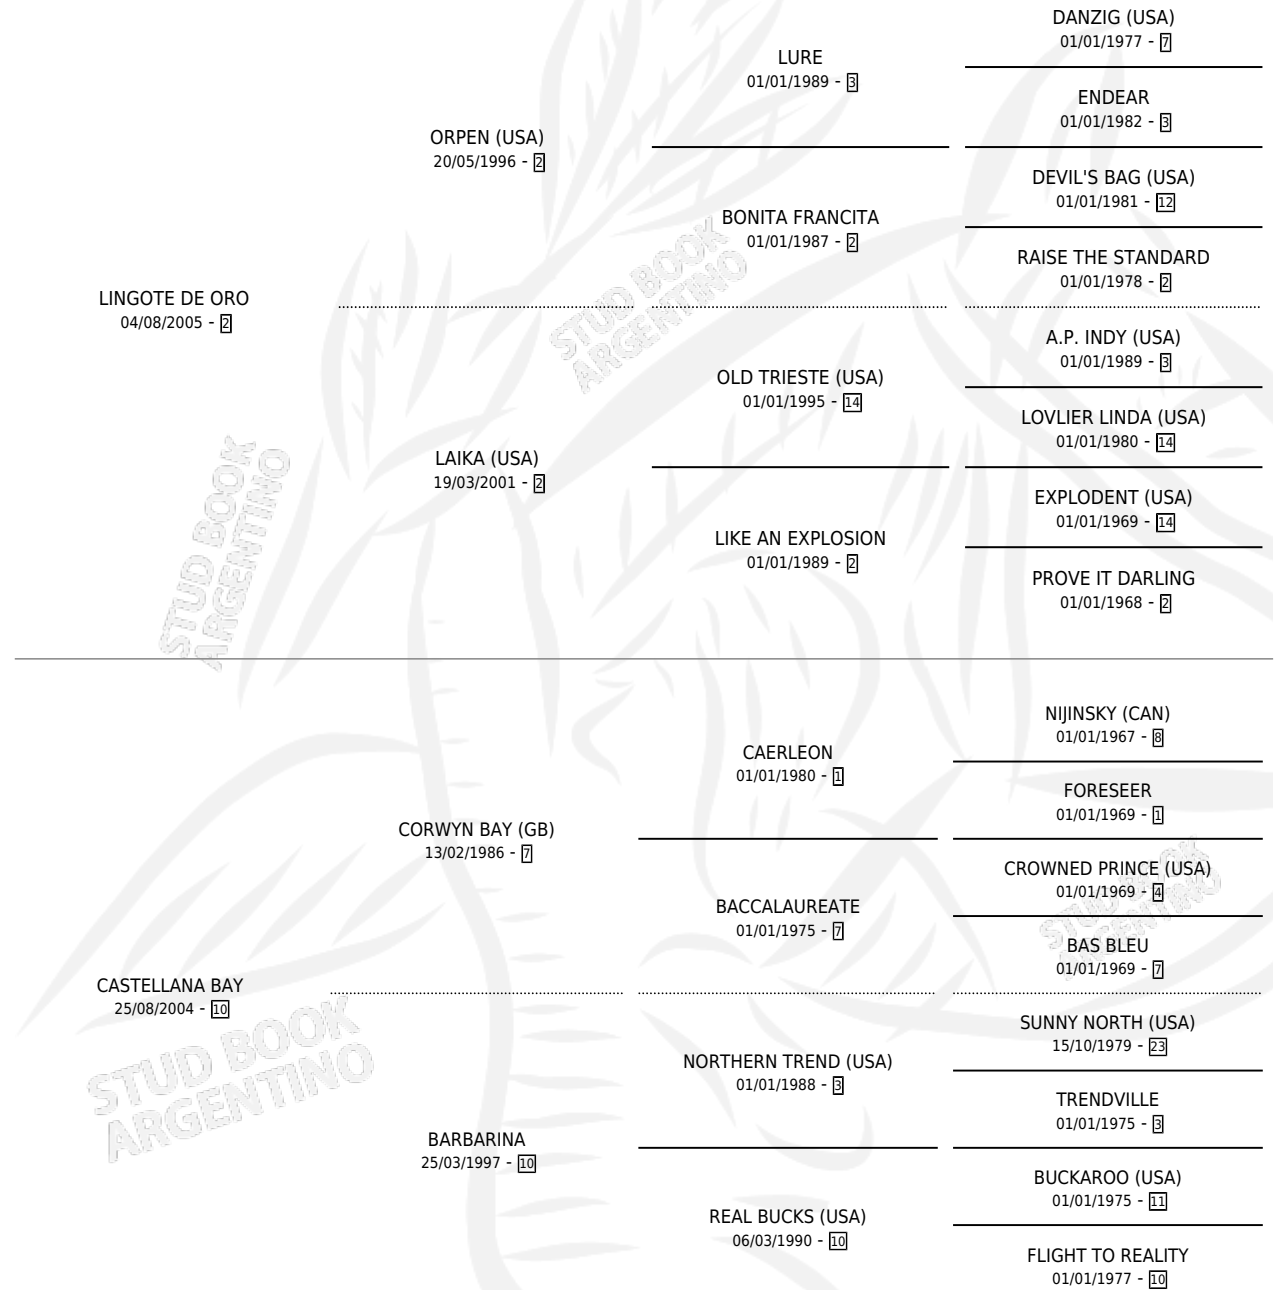 DANZIG (USA)
01/01/1977 - 7
LURE
01/01/1989 - 3
ENDEAR
01/01/1982 - 3
ORPEN (USA)
20/05/1996 - 2
DEVIL'S BAG (USA)
01/01/1981 - 12
BONITA FRANCITA
01/01/1987 - 2
RAISE THE STANDARD
01/01/1978 - 2
LINGOTE DE ORO
04/08/2005 - 2
STUD BOOK
ARGENTINO
A.P. INDY (USA)
01/01/1989 - 3
OLD TRIESTE (USA)
01/01/1995 - 14
LOVLIER LINDA (USA)
01/01/1980 - 14
LAIKA (USA)
19/03/2001 - 2
EXPLODENT (USA)
01/01/1969 - 14
LIKE AN EXPLOSION
01/01/1989 - 2
PROVE IT DARLING
01/01/1968 - 2
STUD BOOK
ARGENTINO
NIJINSKY (CAN)
01/01/1967 - 8
CAERLEON
01/01/1980 - 1
FORESEER
01/01/1969 - 1
CORWYN BAY (GB)
13/02/1986 - 7
CROWNED PRINCE (USA)
01/01/1969 - 4
BACCALAUREATE
01/01/1975 - 7
STUD BOOK
ARGENTINO
BAS BLEU
01/01/1969 - 7
CASTELLANA BAY
25/08/2004 - 10
SUNNY NORTH (USA)
15/10/1979 - 23
STUD BOOK
ARGENTINO
NORTHERN TREND (USA)
01/01/1988 - 3
TRENDVILLE
01/01/1975 - 3
BARBARINA
25/03/1997 - 10
BUCKAROO (USA)
01/01/1975 - 11
REAL BUCKS (USA)
06/03/1990 - 10
FLIGHT TO REALITY
01/01/1977 - 10